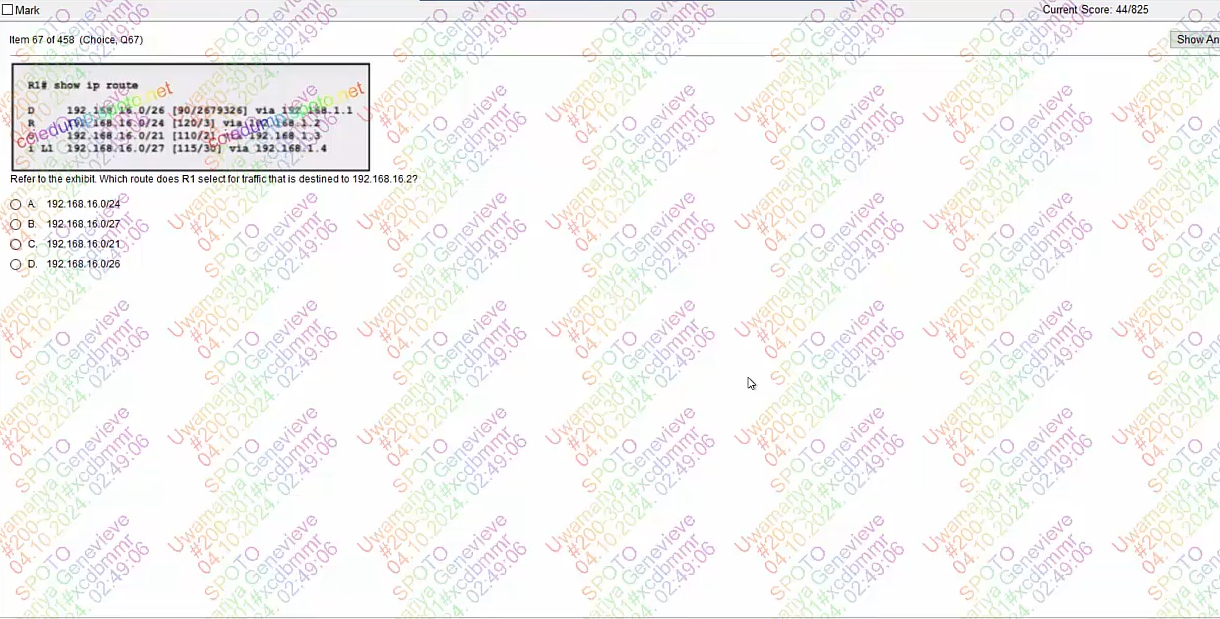 Mark
Current Score: 44/825
Item 67 of 458 (Choice, Q67)
Show An
R1# show ip route
D 192.168.16.0/26 [90/2679326] via 192.168.1.1
R 192.168.16.0/24 [120/3] via 192.168.1.2
192.168.16.0/21 [110/2] via 192.168.1.3
i L1 192.168.16.0/27 [115/30] via 192.168.1.4
Refer to the exhibit. Which route does R1 select for traffic that is destined to 192.168.16.2?
A. 192.168.16.0/24
B. 192.168.16.0/27
C. 192.168.16.0/21
D. 192.168.16.0/26
Uwamariya Genevieve
#200-301#xcdbmmr
04.10.2024. 02:49:06
SPOTO